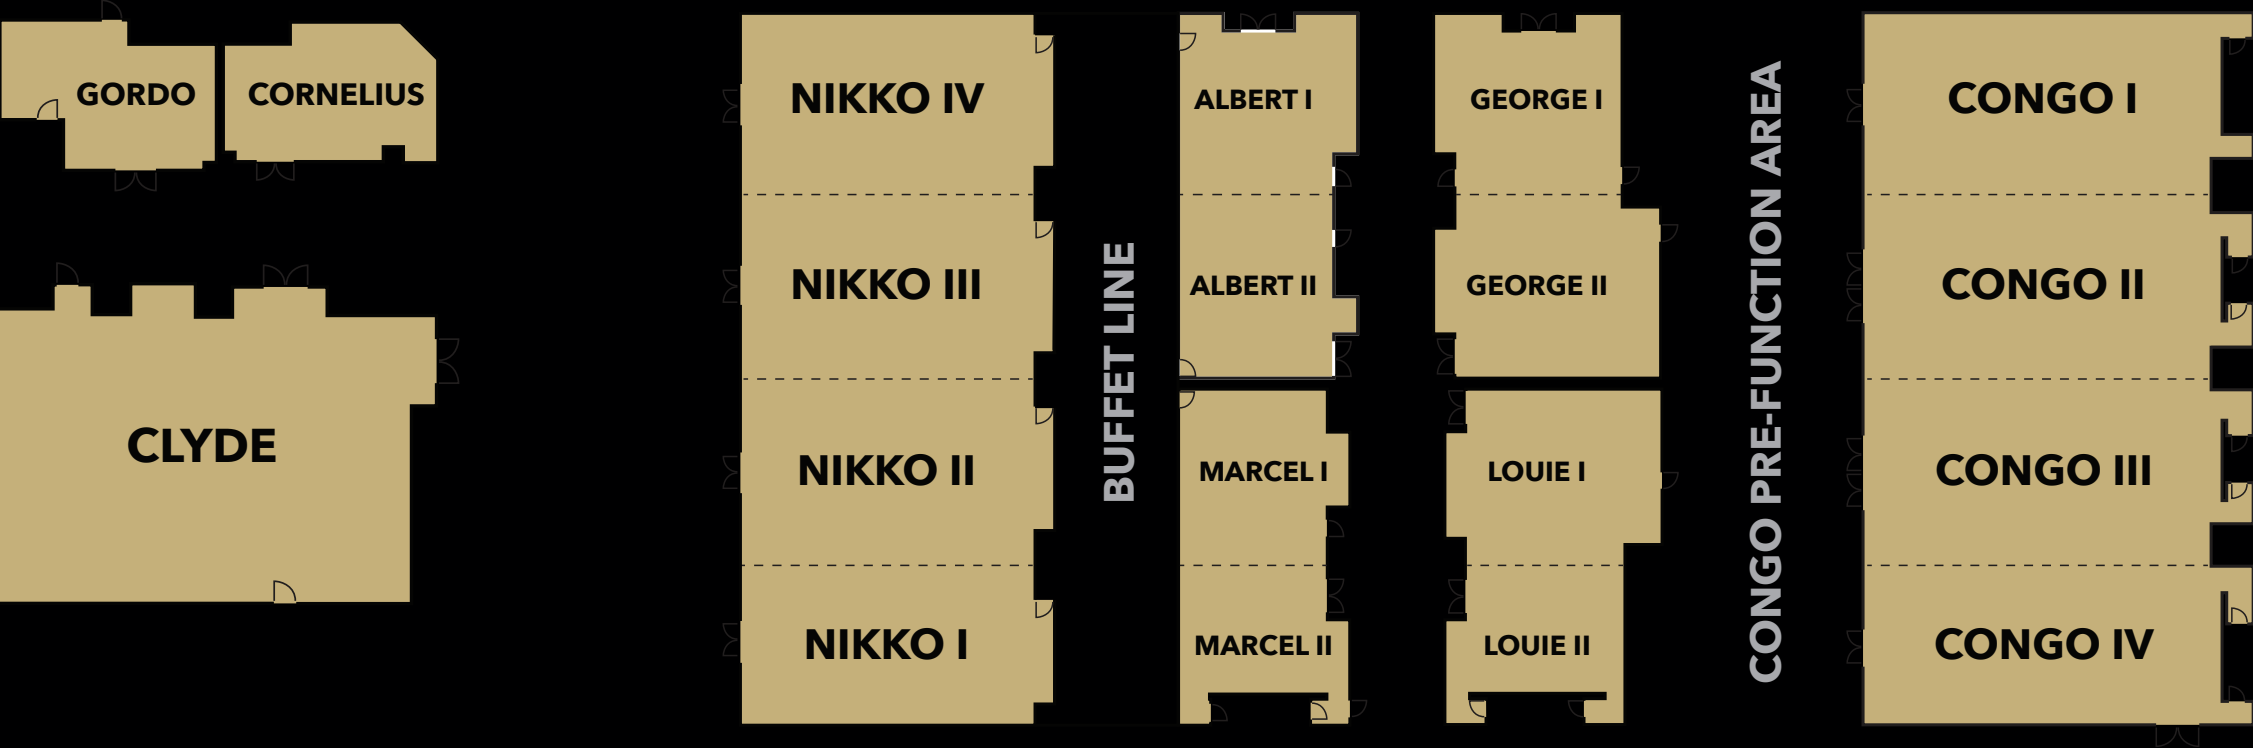 GORDO
CORNELIUS
CLYDE
NIKKO IV
NIKKO III
NIKKO II
NIKKO I
BUFFET LINE
ALBERT I
ALBERT II
MARCEL I
MARCEL II
GEORGE I
GEORGE II
LOUIE I
LOUIE II
CONGO PRE-FUNCTION AREA
CONGO I
CONGO II
CONGO III
CONGO IV